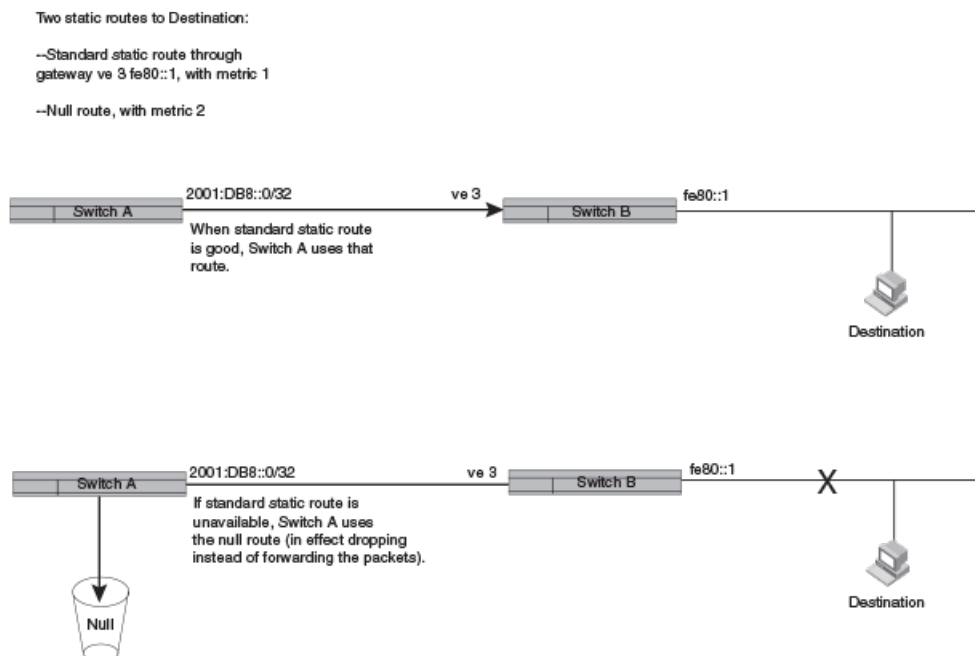 Two static routes to Destination:
--Standard static route through
gateway ve 3 fe80::1, with metric 1
--Null route, with metric 2
2001:DB8::0/32
ve 3
fe80::1
Switch A
Switch B
When standard static route
is good, Switch A uses that
route.
Destination
2001:DB8::0/32
ve 3
fe80::1
Switch A
Switch B
X
If standard static route is
unavailable, Switch A uses
the null route (in effect dropping
instead of forwarding the packets).
Destination
Null